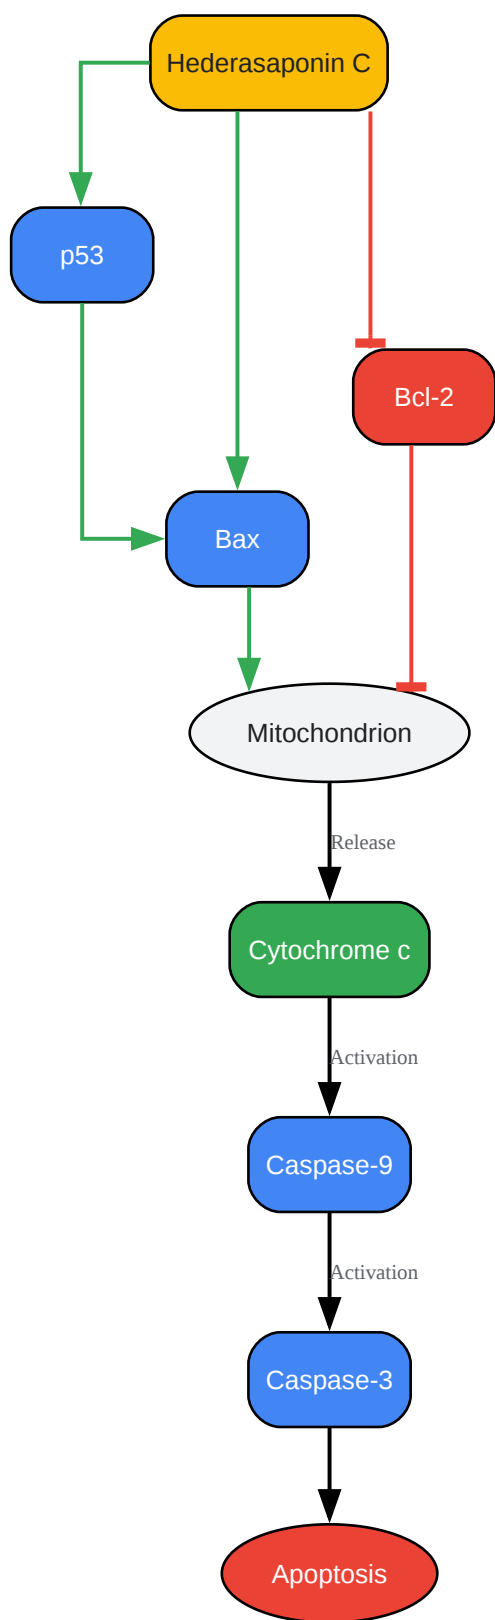 Hederasaponin C
p53
Bcl-2
Bax
Mitochondrion
Release
Cytochrome c
Activation
Caspase-9
Activation
Caspase-3
Apoptosis